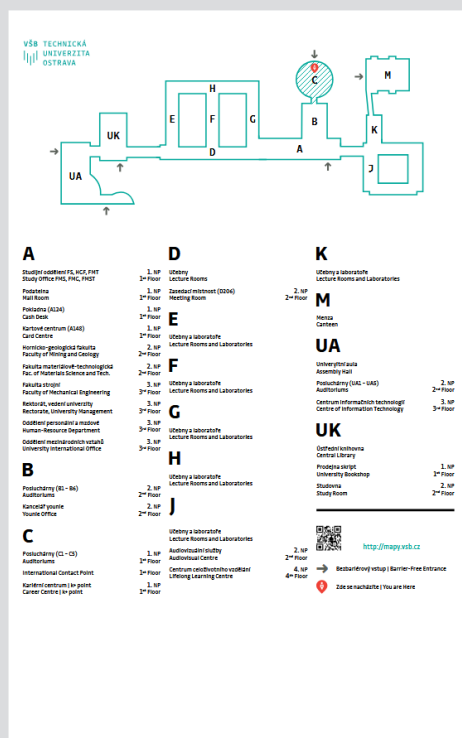 VŠB TECHNICKÁ
UNIVERZITA
OSTRAVA
C
M
H
E
F
G
B
K
UK
D
A
J
UA
A
Studijní oddělení FS, HGF, FMT 1. NP
Study Office FMS, FMG, FMST 1st Floor
Podatelna 1. NP
Mail Room 1st Floor
Pokladna (A124) 1. NP
Cash Desk 1st Floor
Kartové centrum (A148) 1. NP
Card Centre 1st Floor
Hornicko-geologická fakulta 2. NP
Faculty of Mining and Geology 2nd Floor
Fakulta materiálově-technologická 2. NP
Fac. of Materials Science and Tech. 2nd Floor
Fakulta strojní 3. NP
Faculty of Mechanical Engineering 3rd Floor
Rektorát, vedení univerzity 3. NP
Rectorate, University Management 3rd Floor
Oddělení personální a mzdové 3. NP
Human-Resource Department 3rd Floor
Oddělení mezinárodních vztahů 3. NP
University International Office 3rd Floor
B
Posluchárny (B1 – B6) 2. NP
Auditoriums 2nd Floor
Kancelář younie 2. NP
Younie Office 2nd Floor
C
Posluchárny (C1 – C3) 1. NP
Auditoriums 1st Floor
International Contact Point 1st Floor
Kariérní centrum | k+ point 1. NP
Career Centre | k+ point 1st Floor
D
Učebny
Lecture Rooms
Zasedací místnost (D206) 2. NP
Meeting Room 2nd Floor
E
Učebny a laboratoře
Lecture Rooms and Laboratories
F
Učebny a laboratoře
Lecture Rooms and Laboratories
G
Učebny a laboratoře
Lecture Rooms and Laboratories
H
Učebny a laboratoře
Lecture Rooms and Laboratories
J
Učebny a laboratoře
Lecture Rooms and Laboratories
Audiovizuální služby 2. NP
Audiovisual Centre 2nd Floor
Centrum celoživotního vzdělání 4. NP
Lifelong Learning Centre 4th Floor
K
Učebny a laboratoře
Lecture Rooms and Laboratories
M
Menza
Canteen
UA
Univerzitní aula
Assembly Hall
Posluchárny (UA1 – UA5) 2. NP
Auditoriums 2nd Floor
Centrum informačních technologií 3. NP
Centre of Information Technology 3rd Floor
UK
Ústřední knihovna
Central Library
Prodejna skript 1. NP
University Bookshop 1st Floor
Studovna 2. NP
Study Room 2nd Floor
http://mapy.vsb.cz
Bezbariérový vstup | Barrier-Free Entrance
Zde se nacházíte | You are Here